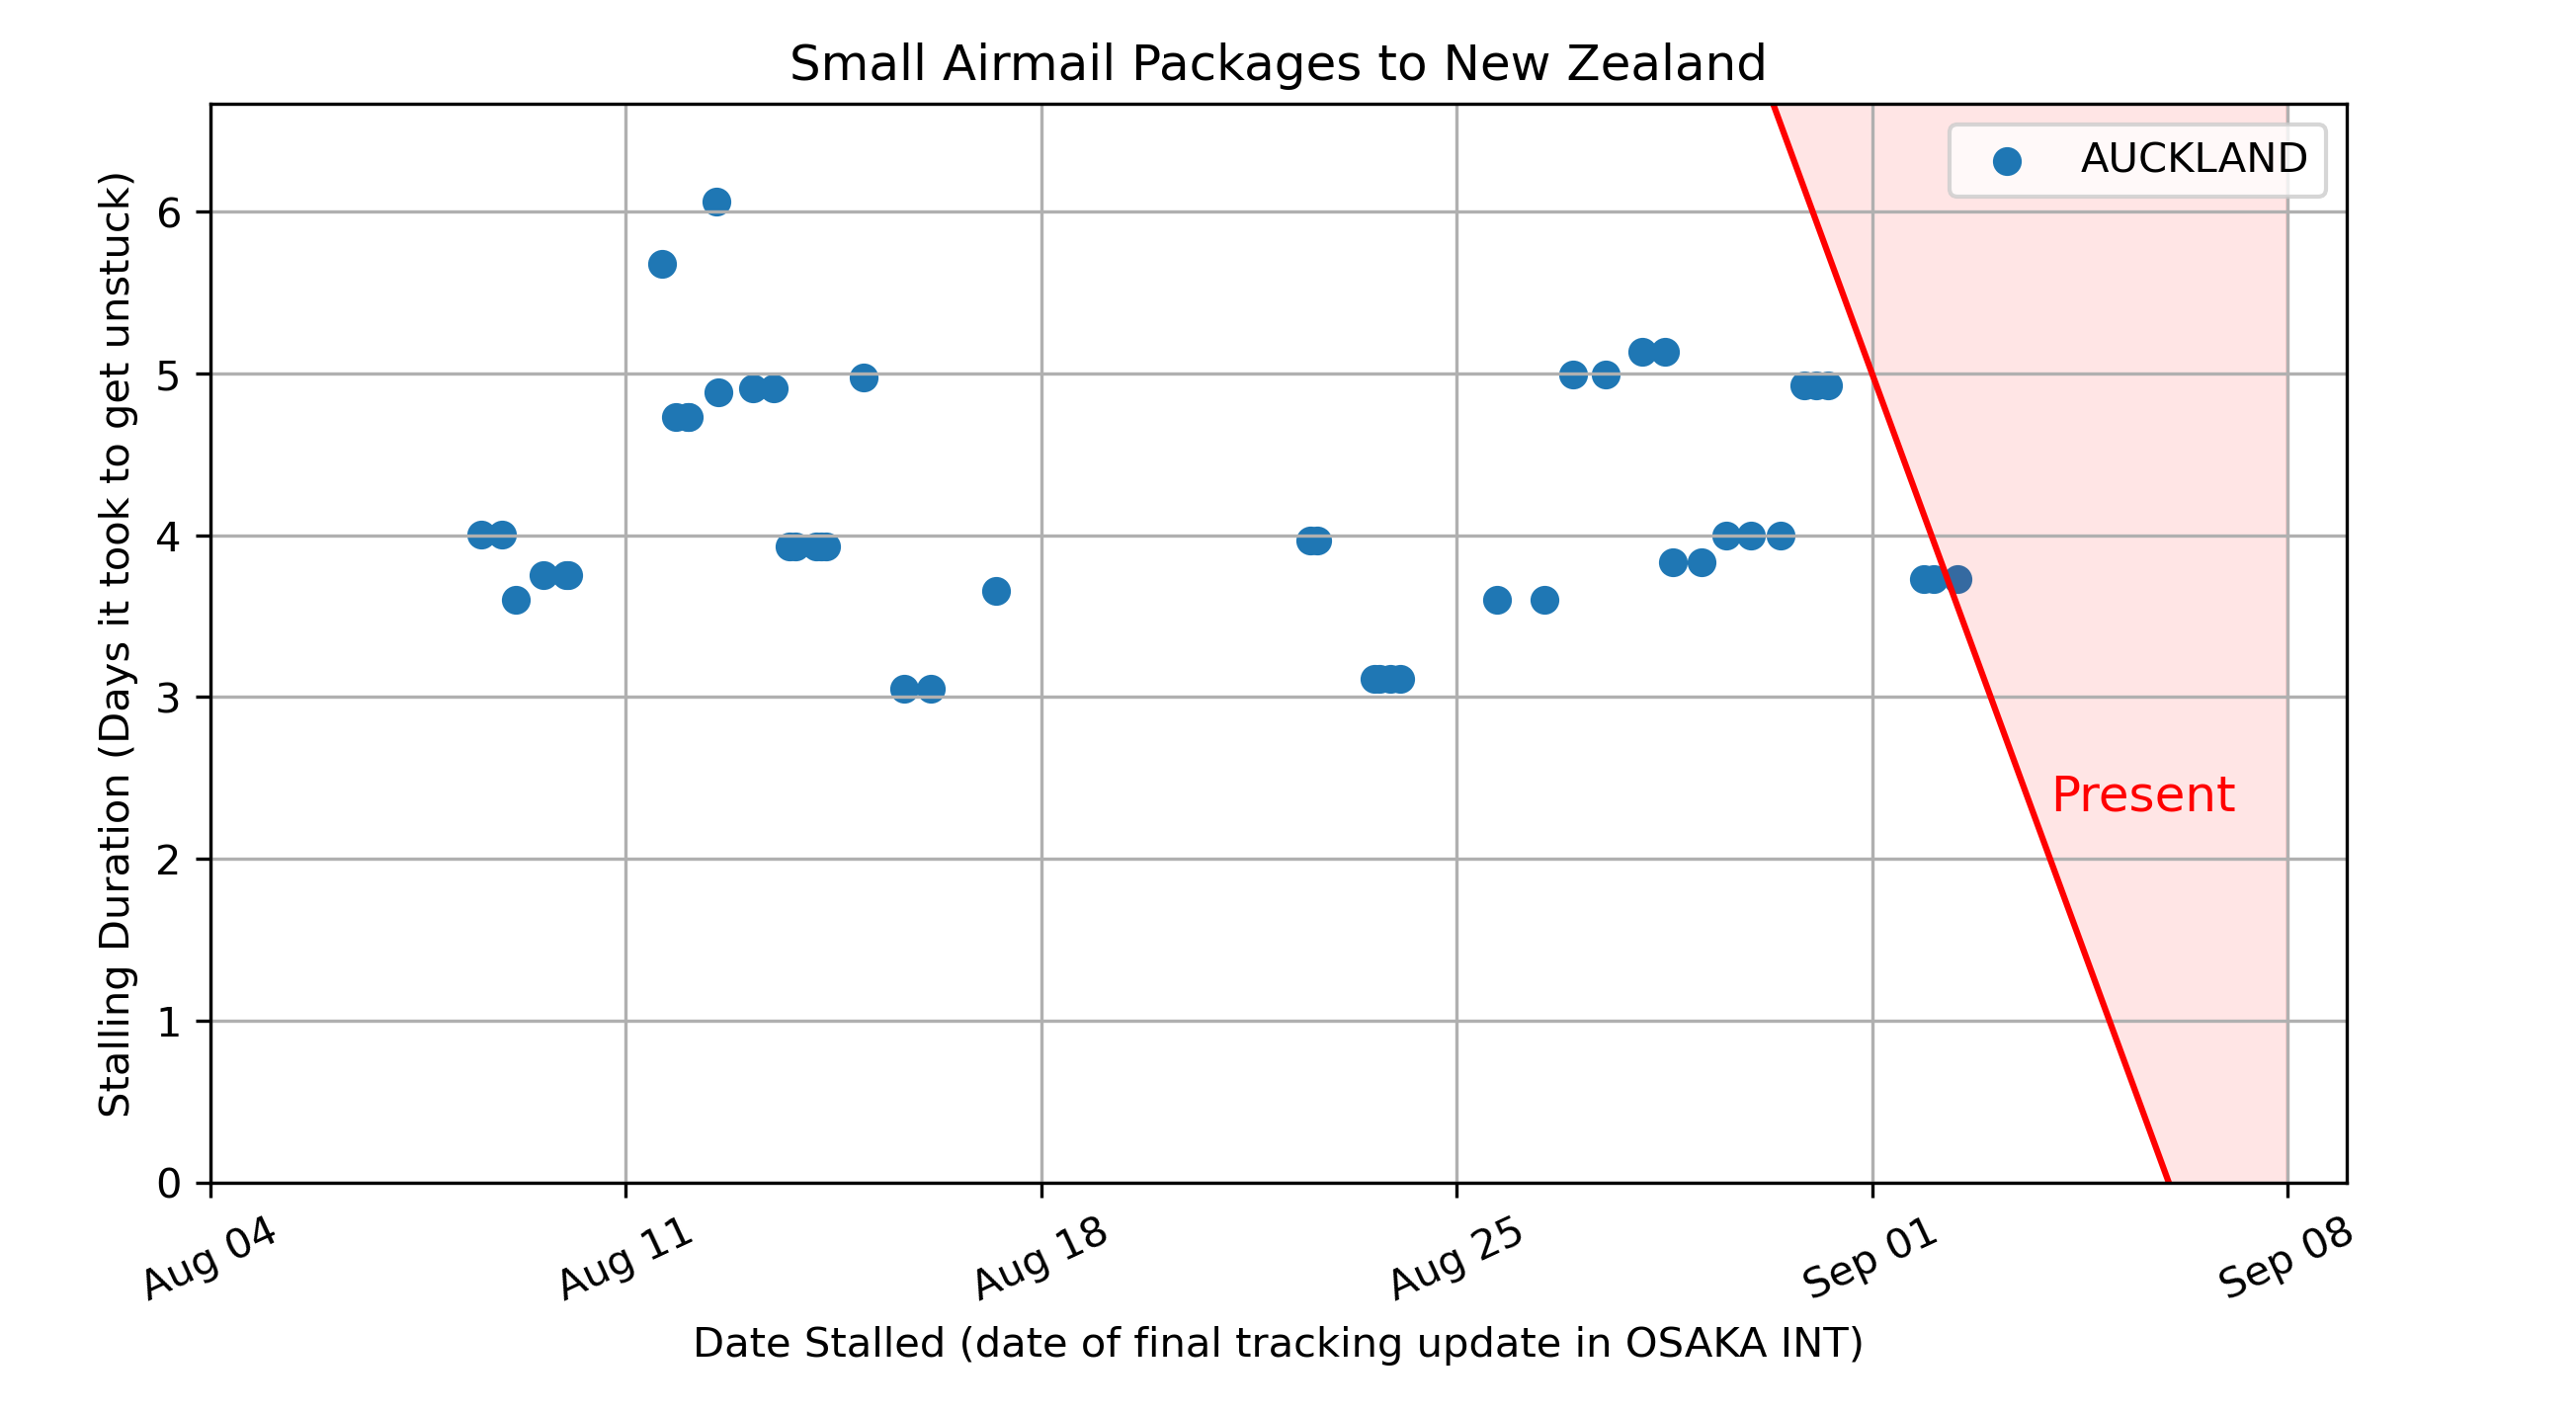 Small Airmail Packages to New Zealand
AUCKLAND
Stalling Duration (Days it took to get unstuck)
6
5
4
3
2
1
0
Present
Aug 04
Aug 11
Aug 18
Aug 25
Sep 01
Sep 08
Date Stalled (date of final tracking update in OSAKA INT)